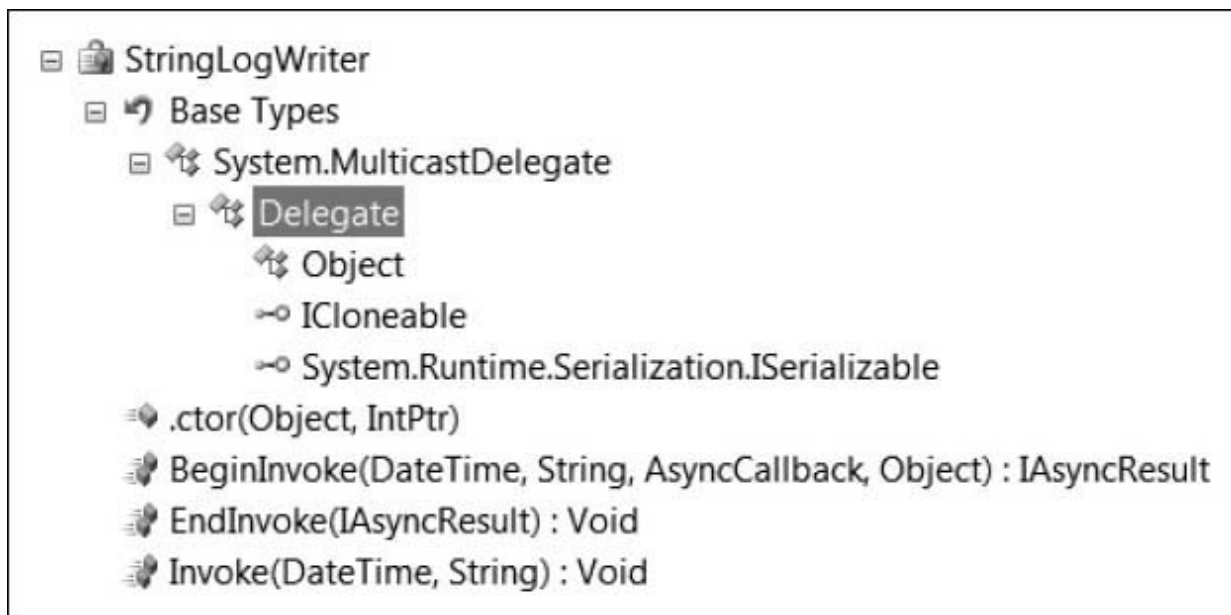 StringLogWriter
Base Types
System.MulticastDelegate
Delegate
Object
ICloneable
System.Runtime.Serialization.ISerializable
.ctor(Object, IntPtr)
BeginInvoke(DateTime, String, AsyncCallback, Object) : IAsyncResult
EndInvoke(IAsyncResult) : Void
Invoke(DateTime, String) : Void